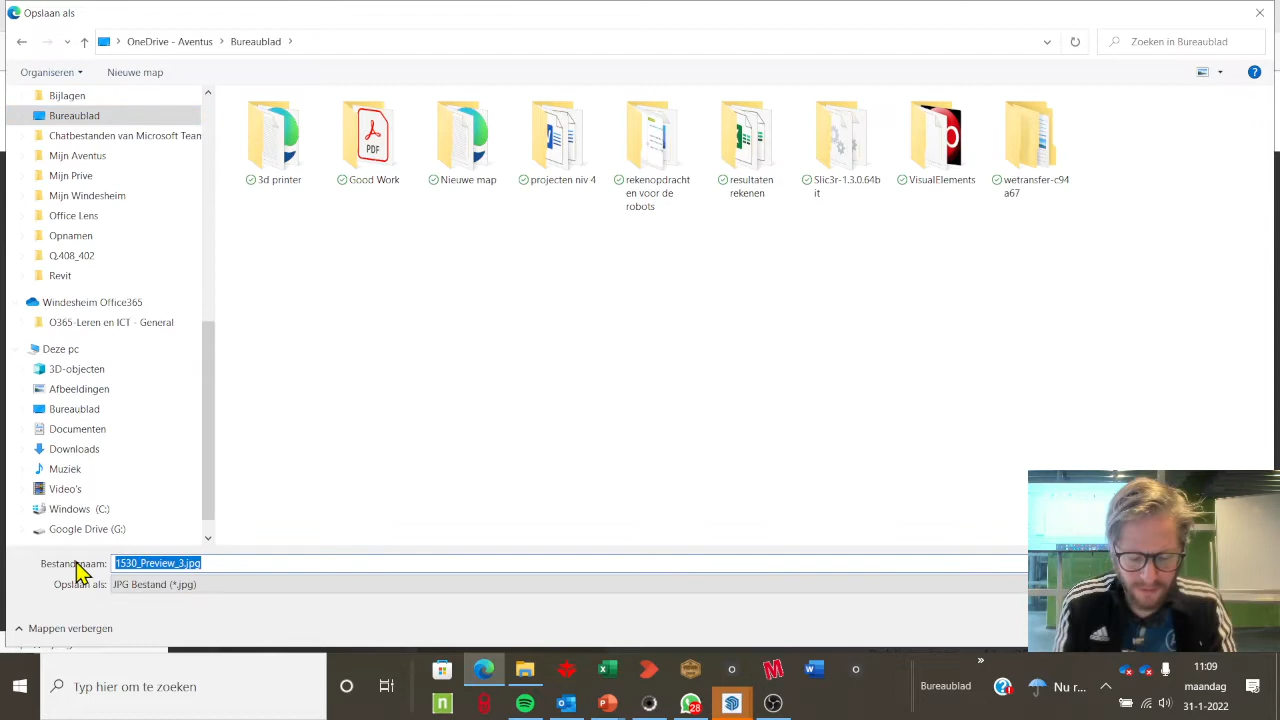 Opslaan als
OneDrive - Aventus > Bureaublad >
Zoeken in Bureaublad
Organiseren
Nieuwe map
Bijlagen
Bureaublad
Chatbestanden van Microsoft Team
Mijn Aventus
Mijn Prive
Mijn Windesheim
Office Lens
Opnamen
Q.408_402
Revit
Windesheim Office365
O365-Leren en ICT - General
Deze pc
3D-objecten
Afbeeldingen
Bureaublad
Documenten
Downloads
Muziek
Video's
Windows (C:)
Google Drive (G:)
3d printer
Good Work
PDF
Nieuwe map
projecten niv 4
rekenopdracht
en voor de
robots
resultaten
rekenen
Slic3r-1.3.0.64b
it
VisualElements
wetransfer-c94
a67
Bestandsnaam:
1530_Preview_3.jpg
Opslaan als:
JPG Bestand (*.jpg)
Mappen verbergen
Typ hier om te zoeken
28
Bureaublad
Nu r...
11:09
maandag
31-1-2022